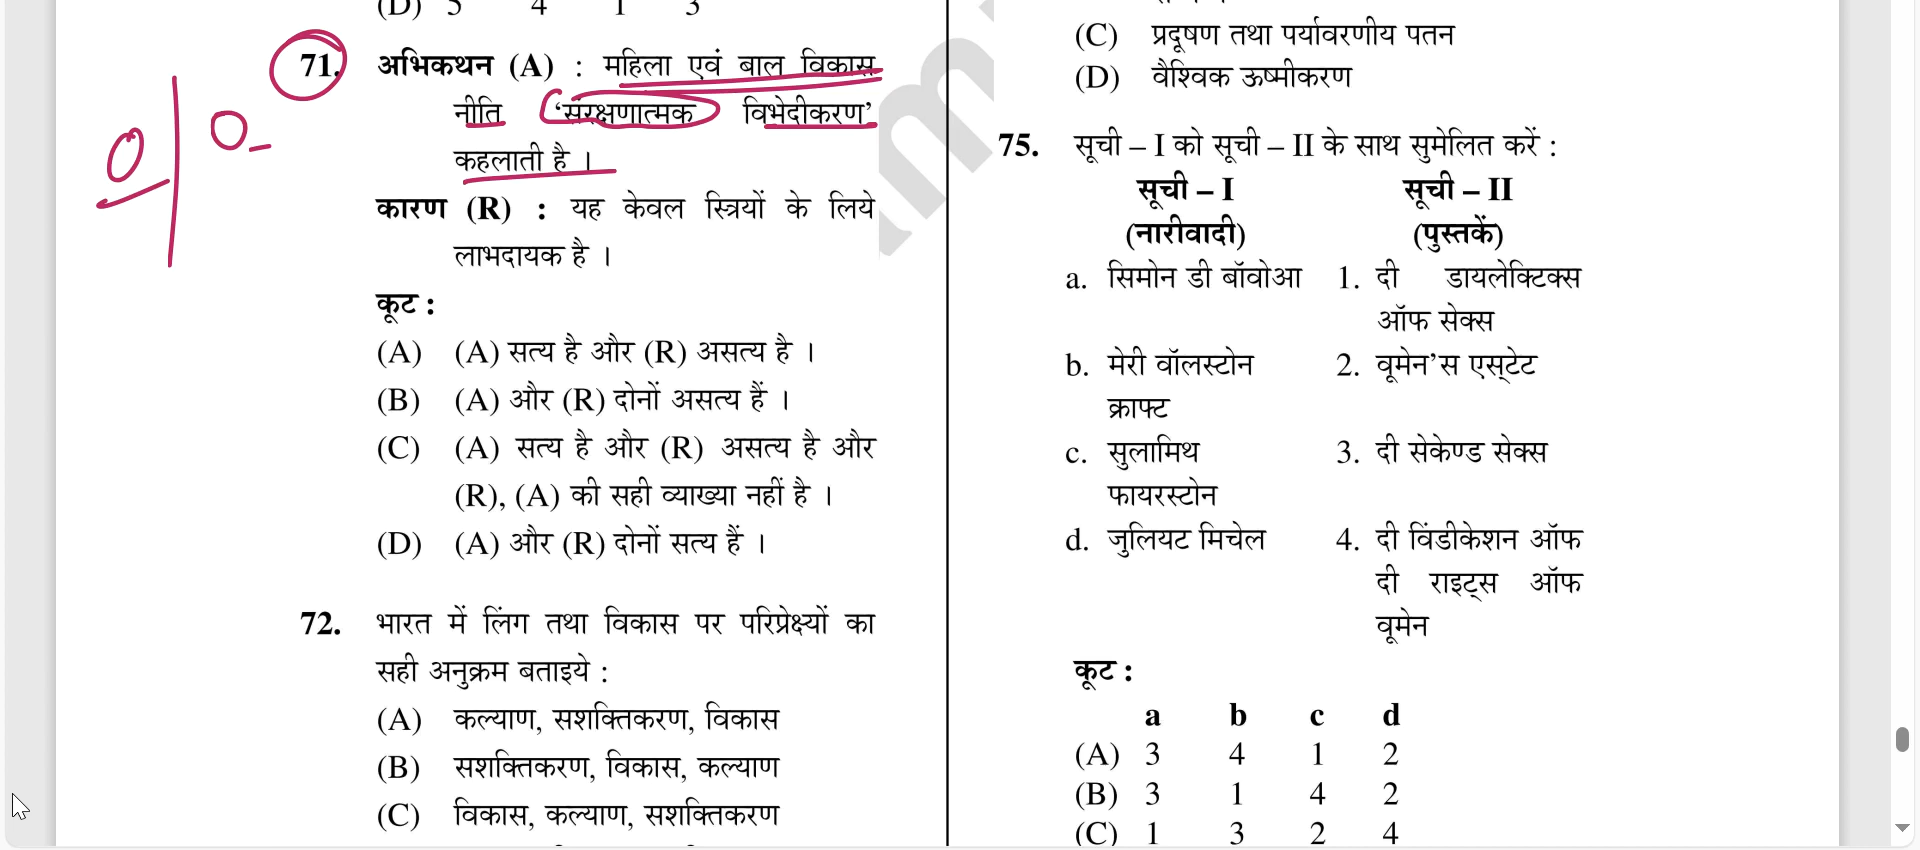 (D) 5 4 1 3
71. अभिकथन (A) : महिला एवं बाल विकास
नीति ‘संरक्षणात्मक विभेदीकरण’
कहलाती है ।
कारण (R) : यह केवल स्त्रियों के लिये
लाभदायक है ।
कूट :
(A) (A) सत्य है और (R) असत्य है ।
(B) (A) और (R) दोनों असत्य हैं ।
(C) (A) सत्य है और (R) असत्य है और
(R), (A) की सही व्याख्या नहीं है ।
(D) (A) और (R) दोनों सत्य हैं ।
72. भारत में लिंग तथा विकास पर परिप्रेक्ष्यों का
सही अनुक्रम बताइये :
(A) कल्याण, सशक्तिकरण, विकास
(B) सशक्तिकरण, विकास, कल्याण
(C) विकास, कल्याण, सशक्तिकरण
(C) प्रदूषण तथा पर्यावरणीय पतन
(D) वैश्विक ऊष्मीकरण
75. सूची – I को सूची – II के साथ सुमेलित करें :
सूची – I सूची – II
(नारीवादी) (पुस्तकें)
a. सिमोन डी बॉवोआ 1. दी डायलेक्टिक्स
ऑफ सेक्स
b. मेरी वॉलस्टोन 2. वूमेन’स एस्टेट
क्राफ्ट
c. सुलामिथ 3. दी सेकेण्ड सेक्स
फायरस्टोन
d. जुलियट मिचेल 4. दी विंडीकेशन ऑफ
दी राइट्स ऑफ
वूमेन
कूट :
a b c d
(A) 3 4 1 2
(B) 3 1 4 2
(C) 1 3 2 4